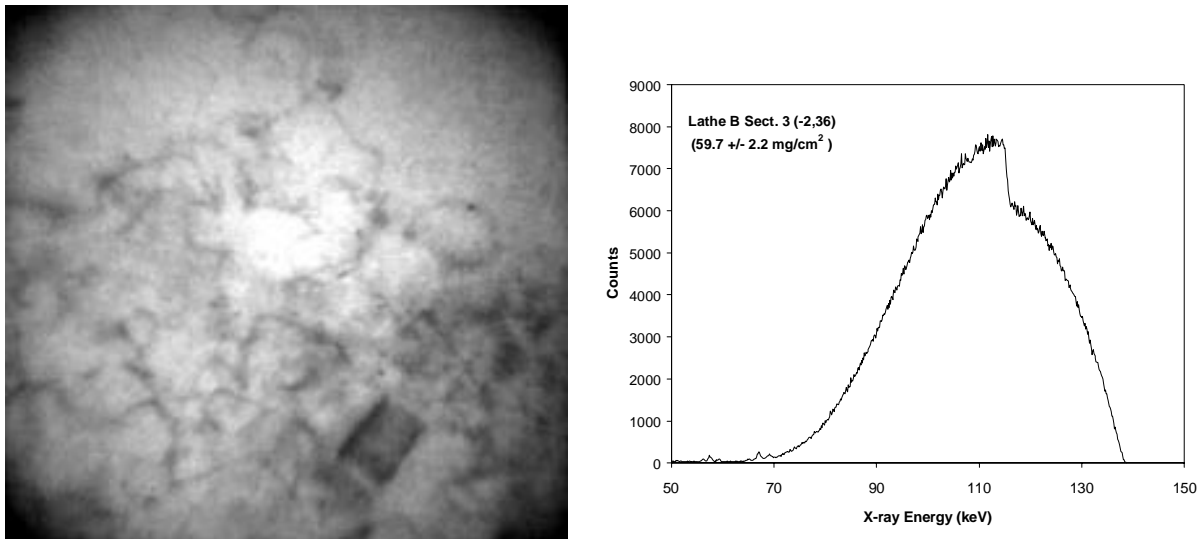 9000
8000
7000
6000
5000
4000
3000
2000
1000
0
Counts
Lathe B Sect. 3 (-2,36)
(59.7 +/- 2.2 mg/cm2 )
50 70 90 110 130 150
X-ray Energy (keV)